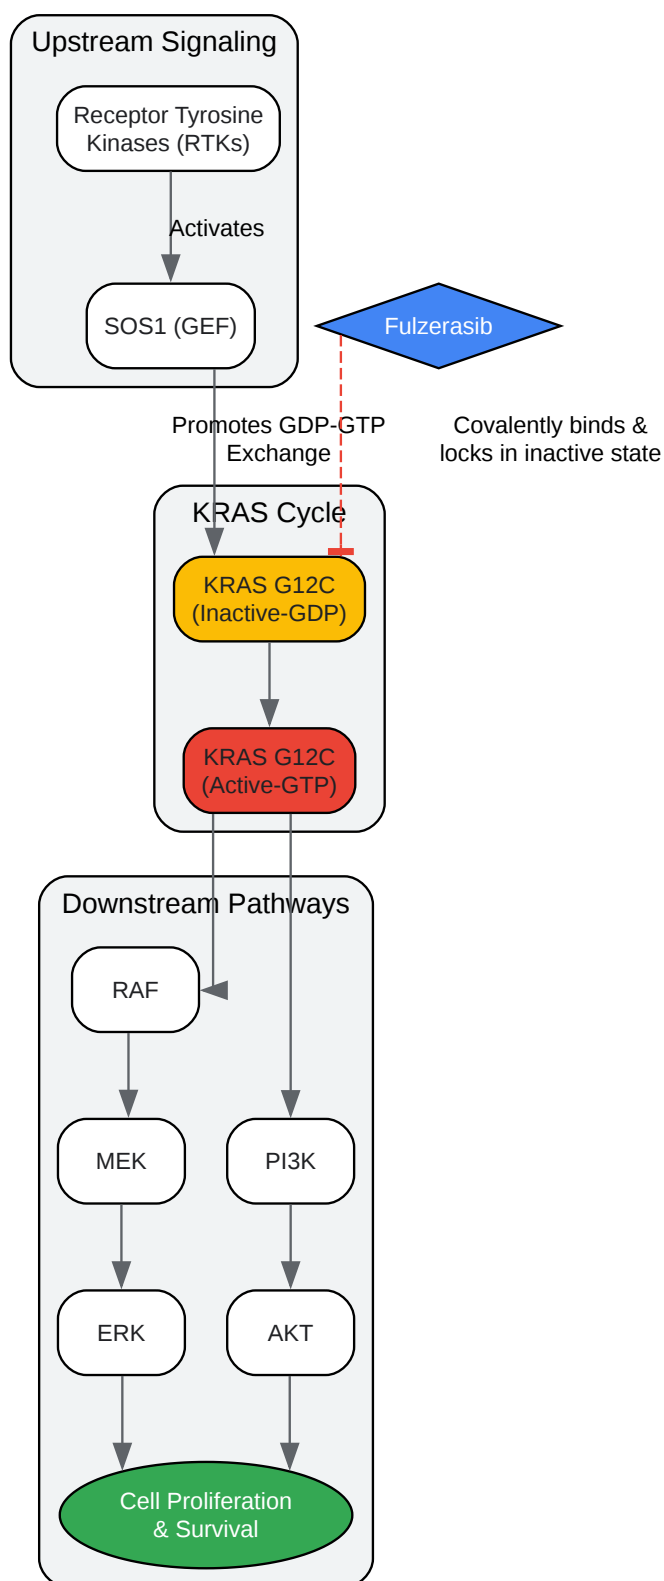 Upstream Signaling
Receptor Tyrosine
Kinases (RTKs)
Activates
SOS1 (GEF)
Fulzerasib
Promotes GDP-GTP
Exchange
Covalently binds &
locks in inactive state
KRAS Cycle
KRAS G12C
(Inactive-GDP)
KRAS G12C
(Active-GTP)
Downstream Pathways
RAF
MEK
PI3K
ERK
AKT
Cell Proliferation
& Survival